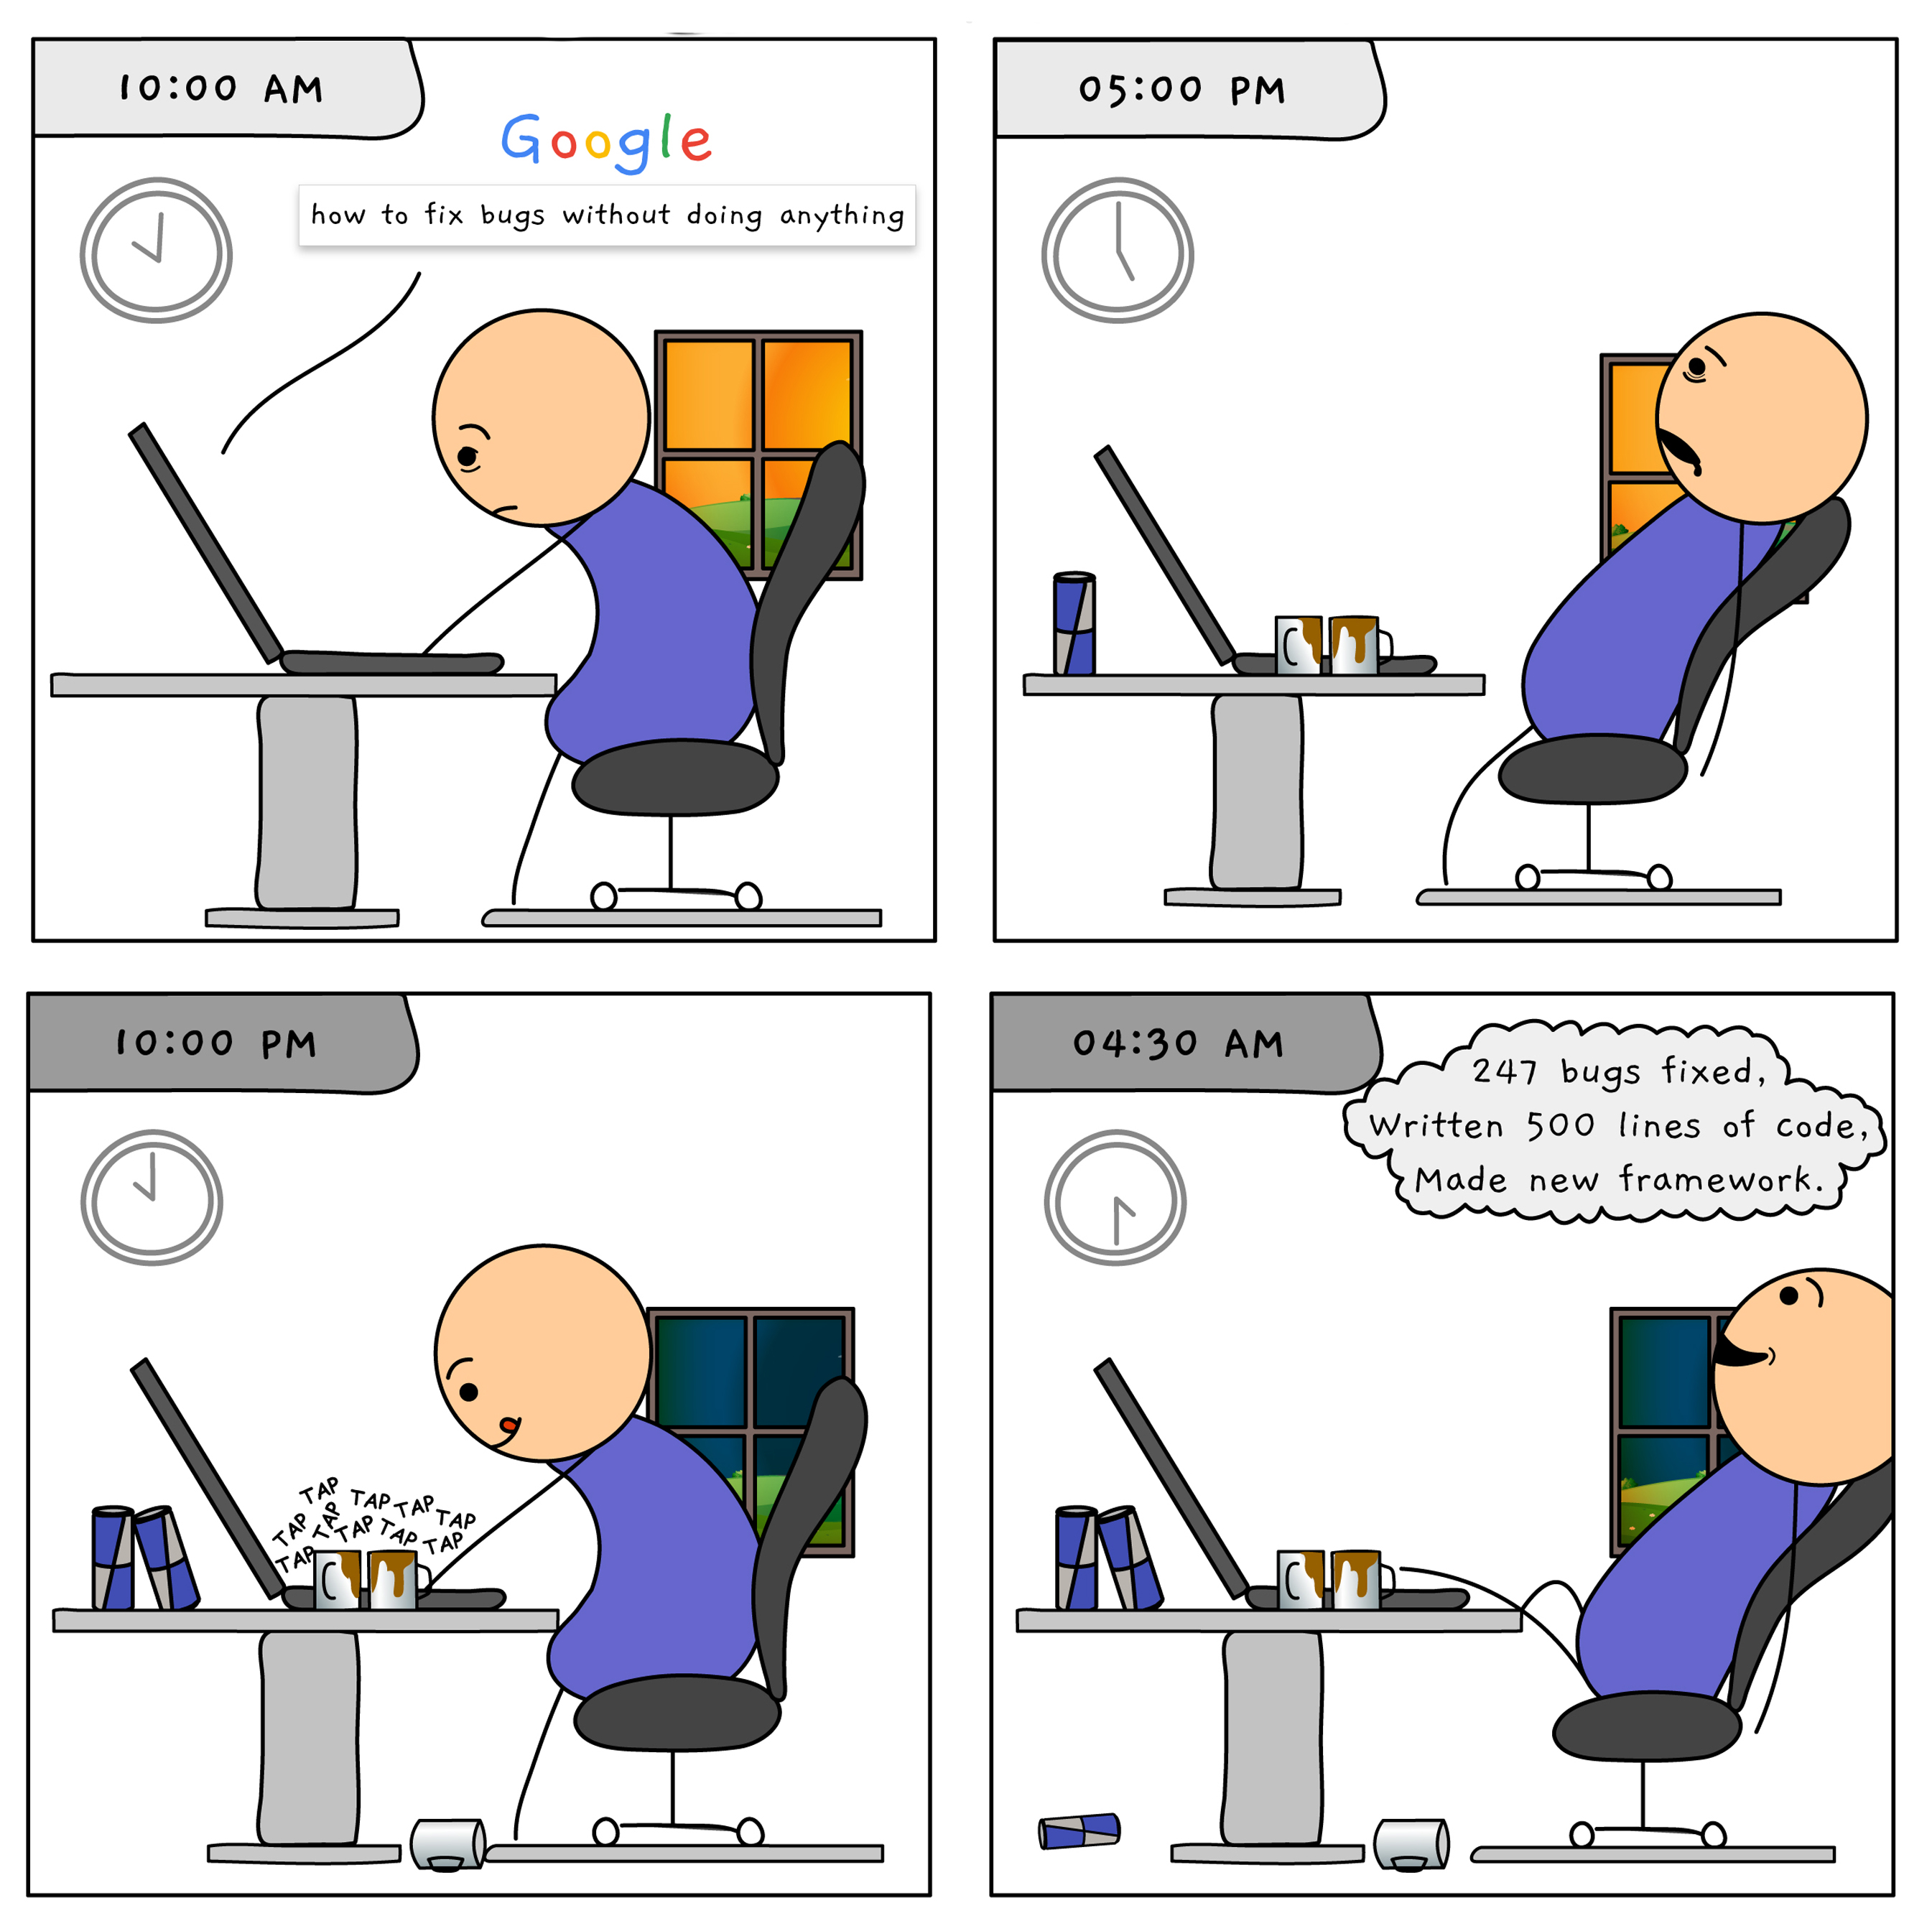 10:00 AM
Google
how to fix bugs without doing anything
05:00 PM
10:00 PM
TAP
TAP
TAP
TAP
TAP
TAP
TAP
TAP
TAP
TAP
04:30 AM
247 bugs fixed,
Written 500 lines of code,
Made new framework.